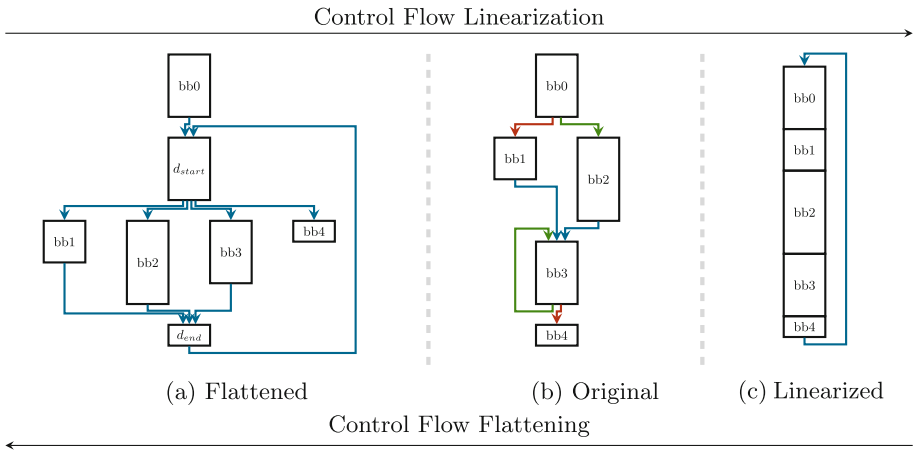 Control Flow Linearization
bb0
d_start
bb1
bb2
bb3
bb4
d_end
(a) Flattened
bb0
bb1
bb2
bb3
bb4
(b) Original
bb0
bb1
bb2
bb3
bb4
(c) Linearized
Control Flow Flattening